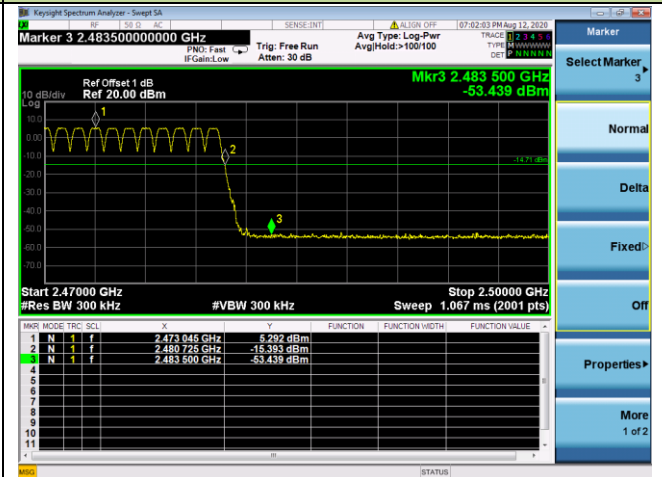 Keysight Spectrum Analyzer - Swept SA
RF 50 Ω AC SENSE:INT ALIGN OFF 07:02:03 PM Aug 12, 2020
Marker 3 2.483500000000 GHz
PNO: Fast
IFGain:Low
Trig: Free Run
Atten: 30 dB
Avg Type: Log-Pwr
Avg|Hold:>100/100
TRACE 1 2 3 4 5 6
TYPE M W W W W W
DET P N N N N N
Marker
Select Marker
3
Normal
Delta
Fixed
Off
Properties
More
1 of 2
Mkr3 2.483 500 GHz
-53.439 dBm
Ref Offset 1 dB
10 dB/div Ref 20.00 dBm
Log
10.0
0.00
-10.0
-20.0
-30.0
-40.0
-50.0
-60.0
-70.0
1
2
3
-14.71 dBm
Start 2.47000 GHz Stop 2.50000 GHz
#Res BW 300 kHz #VBW 300 kHz Sweep 1.067 ms (2001 pts)
MKR MODE TRC SCL X Y FUNCTION FUNCTION WIDTH FUNCTION VALUE
1 N 1 f 2.473 045 GHz 5.292 dBm
2 N 1 f 2.480 725 GHz -15.393 dBm
3 N 1 f 2.483 500 GHz -53.439 dBm
4
5
6
7
8
9
10
11
MSG STATUS